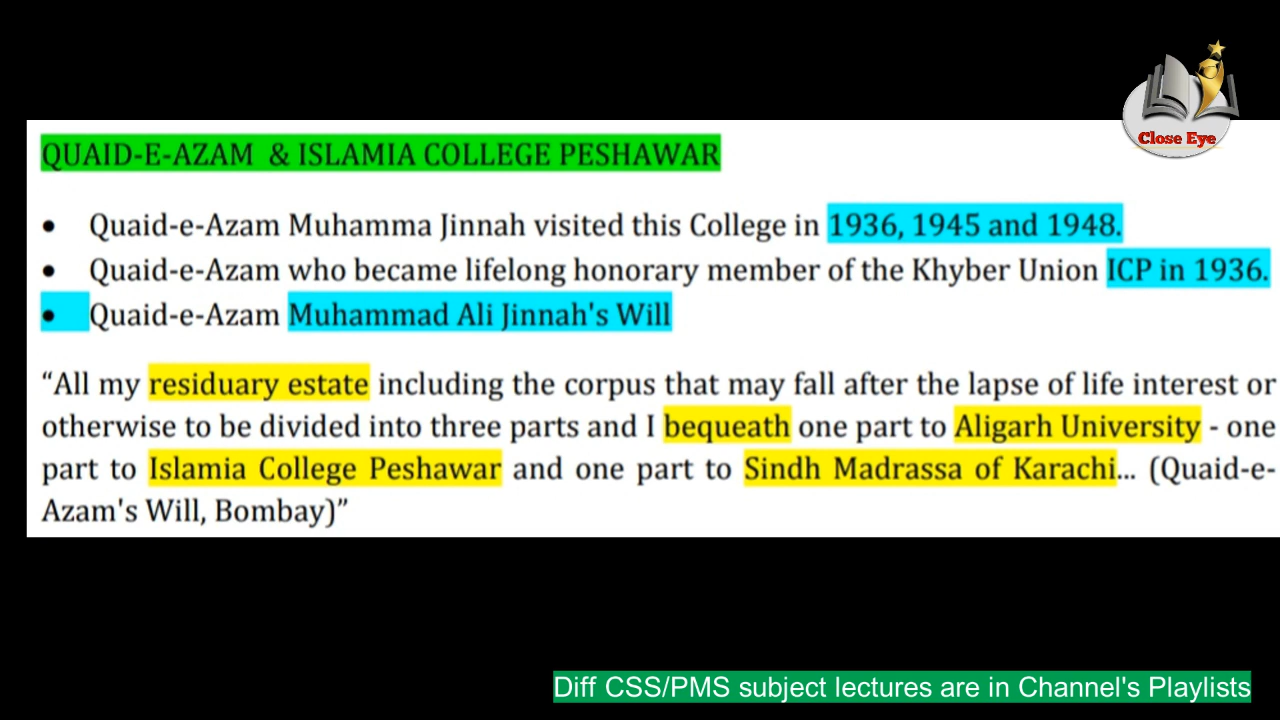 Close Eye
QUAID-E-AZAM & ISLAMIA COLLEGE PESHAWAR
• Quaid-e-Azam Muhamma Jinnah visited this College in 1936, 1945 and 1948.
• Quaid-e-Azam who became lifelong honorary member of the Khyber Union ICP in 1936.
• Quaid-e-Azam Muhammad Ali Jinnah's Will
“All my residuary estate including the corpus that may fall after the lapse of life interest or
otherwise to be divided into three parts and I bequeath one part to Aligarh University - one
part to Islamia College Peshawar and one part to Sindh Madrassa of Karachi... (Quaid-e-
Azam's Will, Bombay)”
Diff CSS/PMS subject lectures are in Channel's Playlists